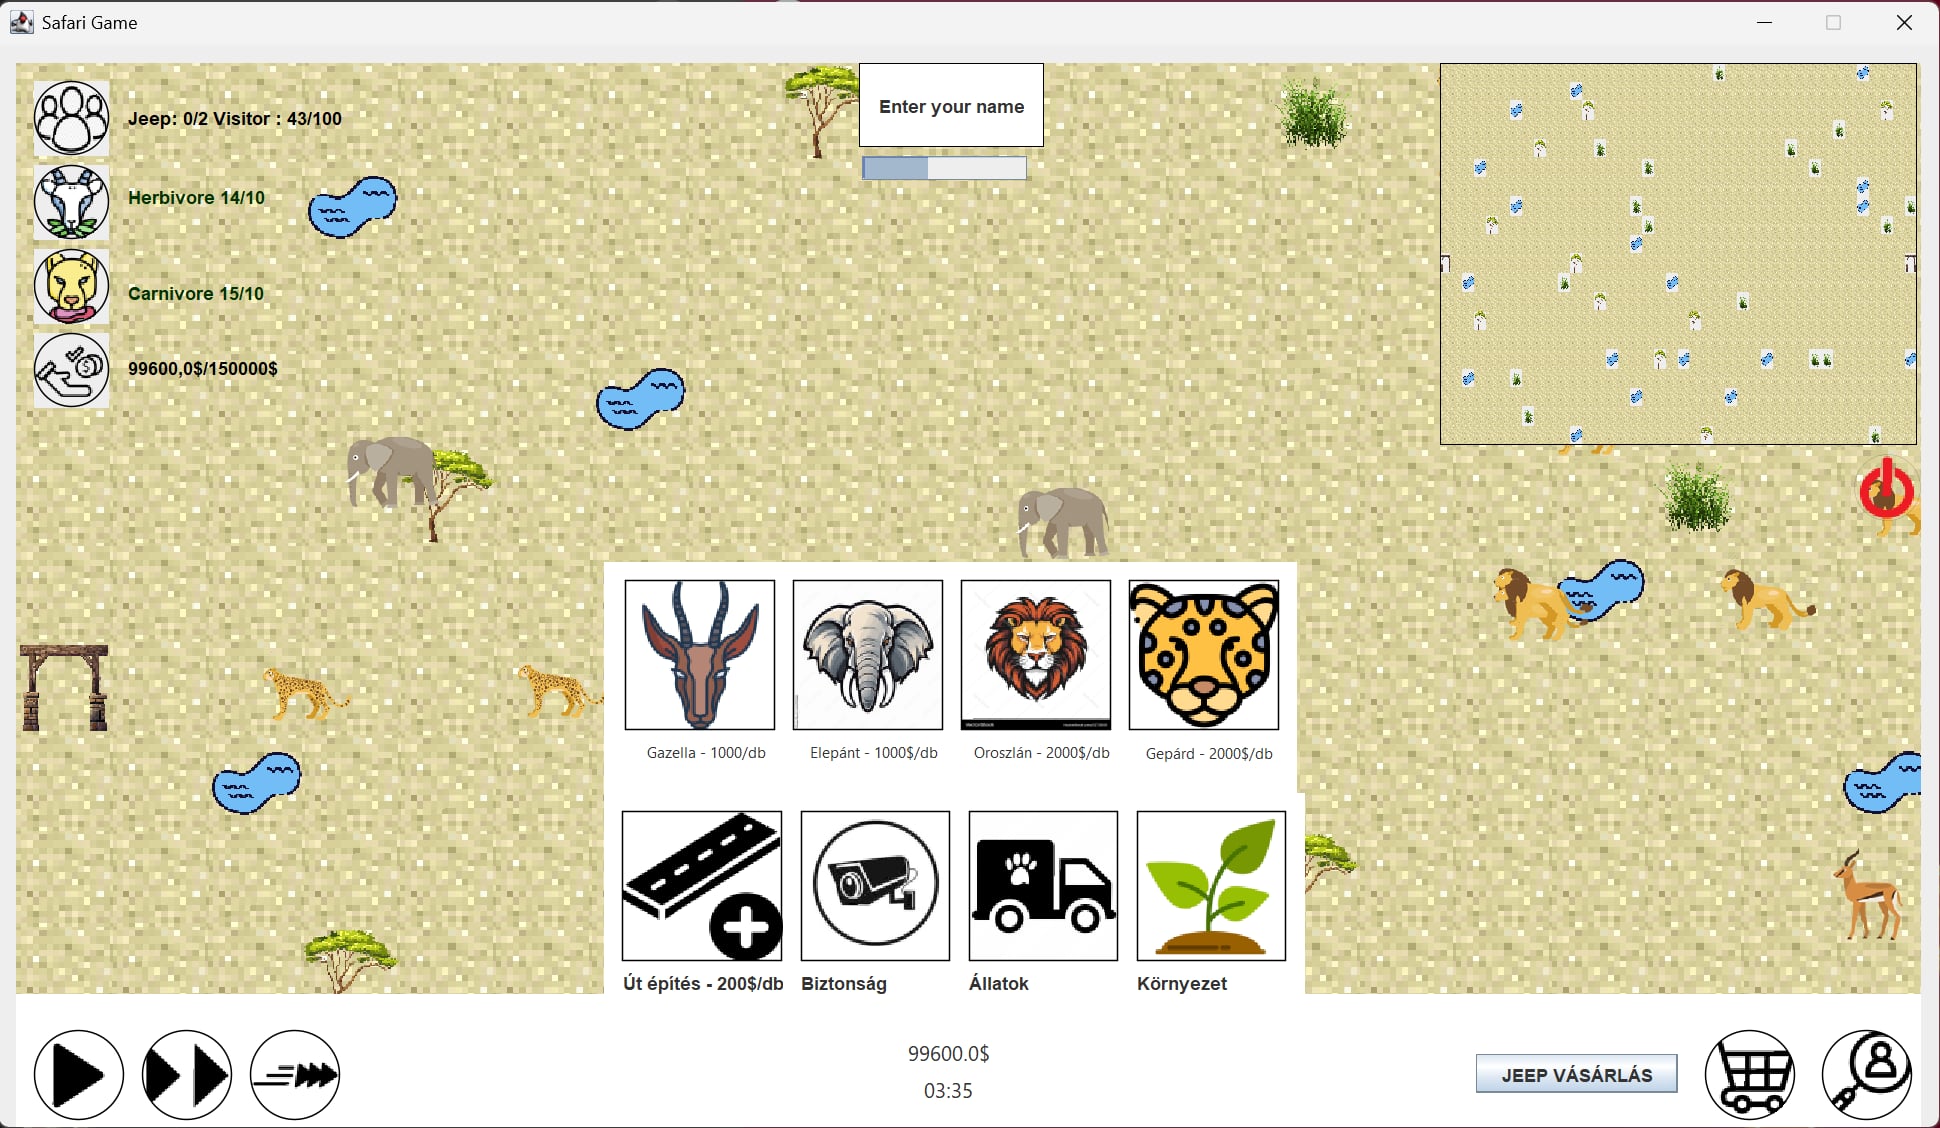 Safari Game
Jeep: 0/2 Visitor : 43/100
Enter your name
Herbivore 14/10
Carnivore 15/10
99600,0$/150000$
Gazella - 1000/db
Elepánt - 1000$/db
Oroszlán - 2000$/db
Gepárd - 2000$/db
Út építés - 200$/db
Biztonság
Állatok
Környezet
99600.0$
03:35
JEEP VÁSÁRLÁS